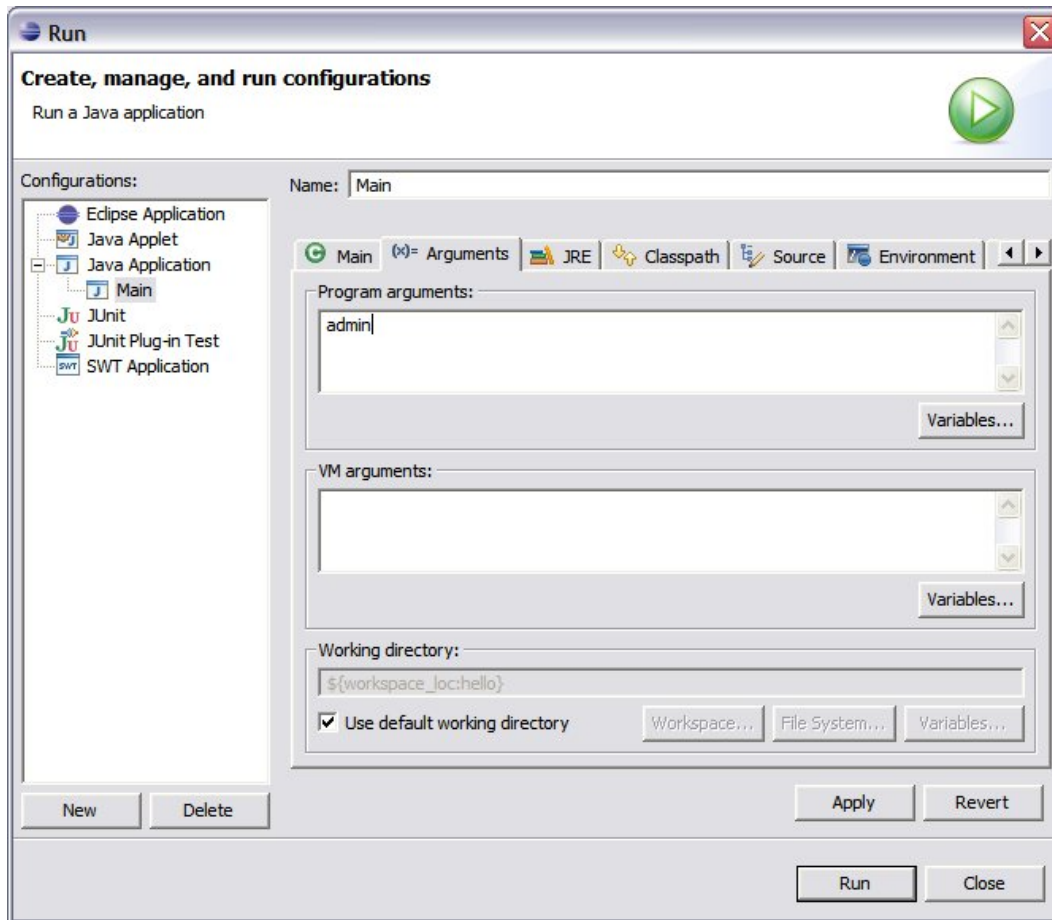 Run
Create, manage, and run configurations
Run a Java application
Configurations:
Eclipse Application
Java Applet
Java Application
Main
JUnit
JUnit Plug-in Test
SWT Application
New Delete
Name: Main
Main (x)= Arguments JRE Classpath Source Environment
Program arguments:
admin
Variables...
VM arguments:
Variables...
Working directory:
${workspace_loc:hello}
Use default working directory Workspace... File System... Variables...
Apply Revert
Run Close